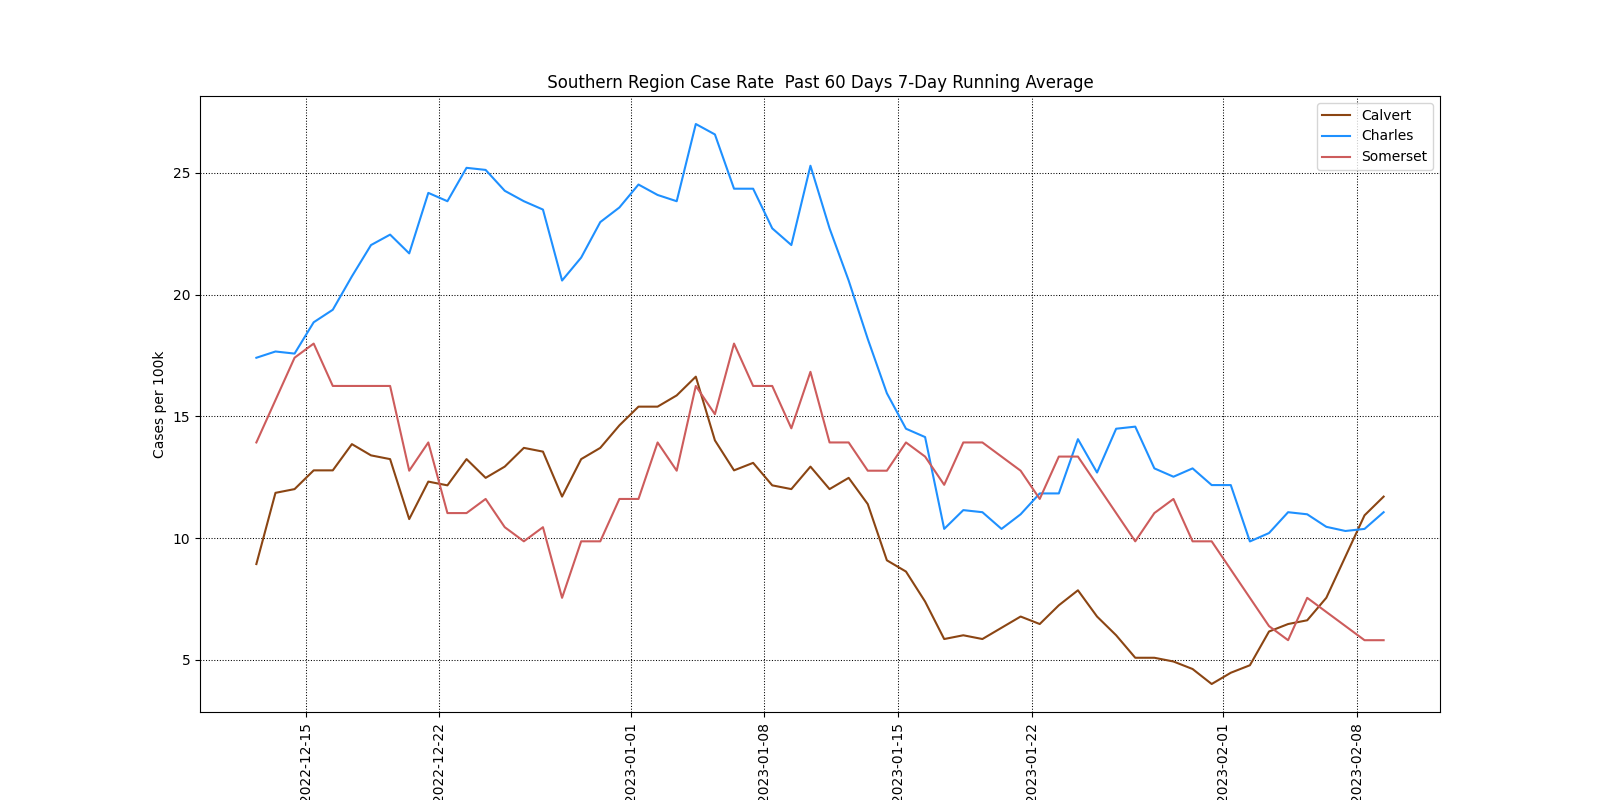 Southern Region Case Rate  Past 60 Days 7-Day Running Average
Calvert
Charles
Somerset
Cases per 100k
25
20
15
10
5
2022-12-15
2022-12-22
2023-01-01
2023-01-08
2023-01-15
2023-01-22
2023-02-01
2023-02-08